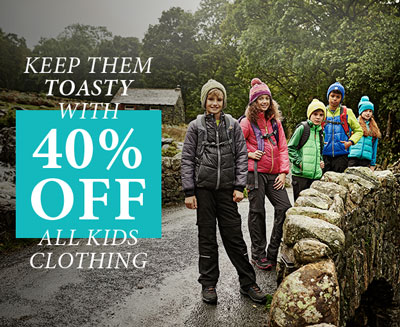 KEEP THEM
TOASTY
WITH
40%
OFF
ALL KIDS
CLOTHING